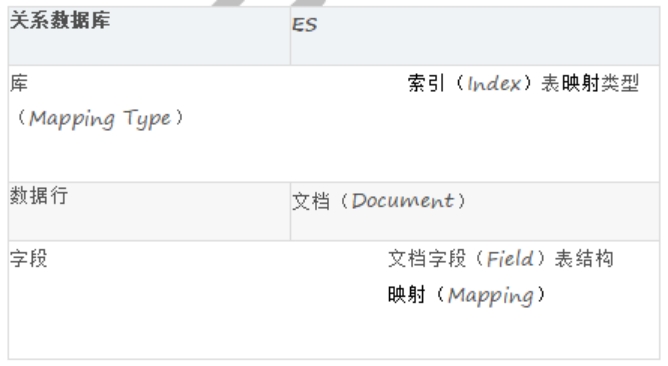 关系数据库 ES
库 索引（Index）表映射类型
（Mapping Type）
数据行 文档（Document）
字段 文档字段（Field）表结构
映射（Mapping）